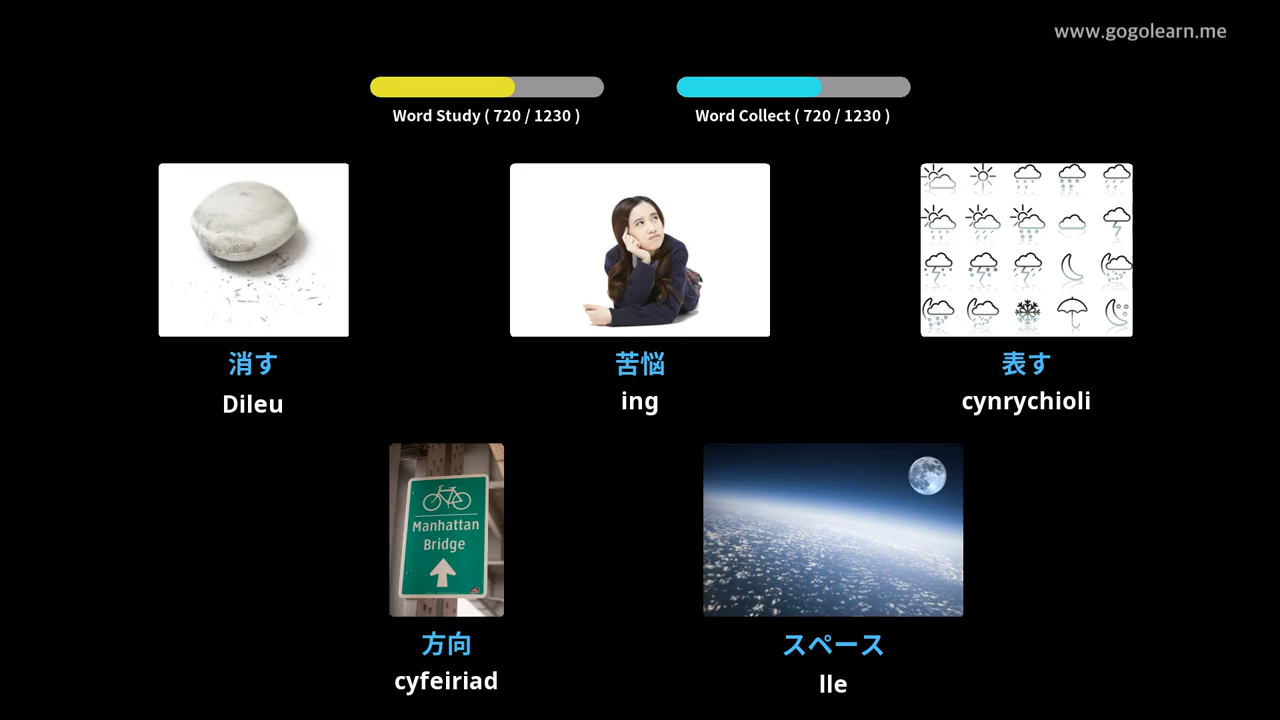 www.gogolearn.me
Word Study ( 720 / 1230 )
Word Collect ( 720 / 1230 )
消す
Dileu
苦悩
ing
表す
cynrychioli
Manhattan
Bridge
方向
cyfeiriad
スペース
lle